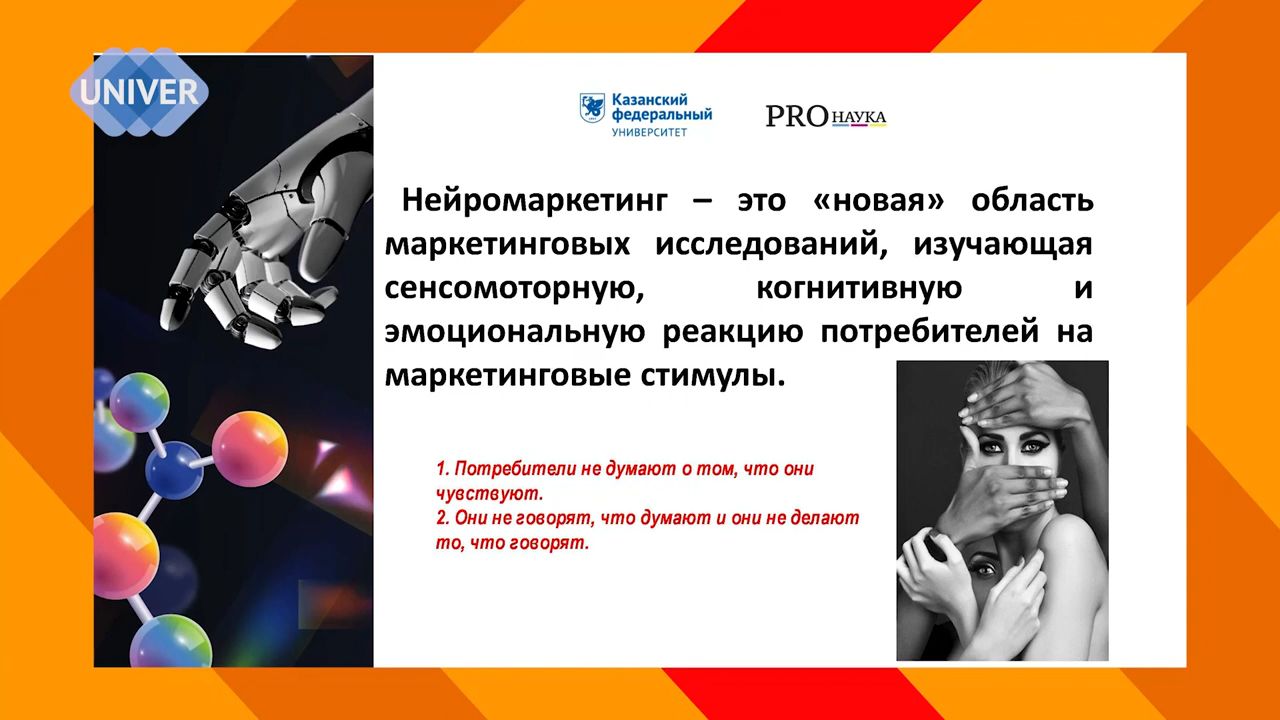 UNIVER
Казанский
федеральный
УНИВЕРСИТЕТ
PRO НАУКА
Нейромаркетинг – это «новая» область
маркетинговых исследований, изучающая
сенсомоторную, когнитивную и
эмоциональную реакцию потребителей на
маркетинговые стимулы.
1. Потребители не думают о том, что они
чувствуют.
2. Они не говорят, что думают и они не делают
то, что говорят.